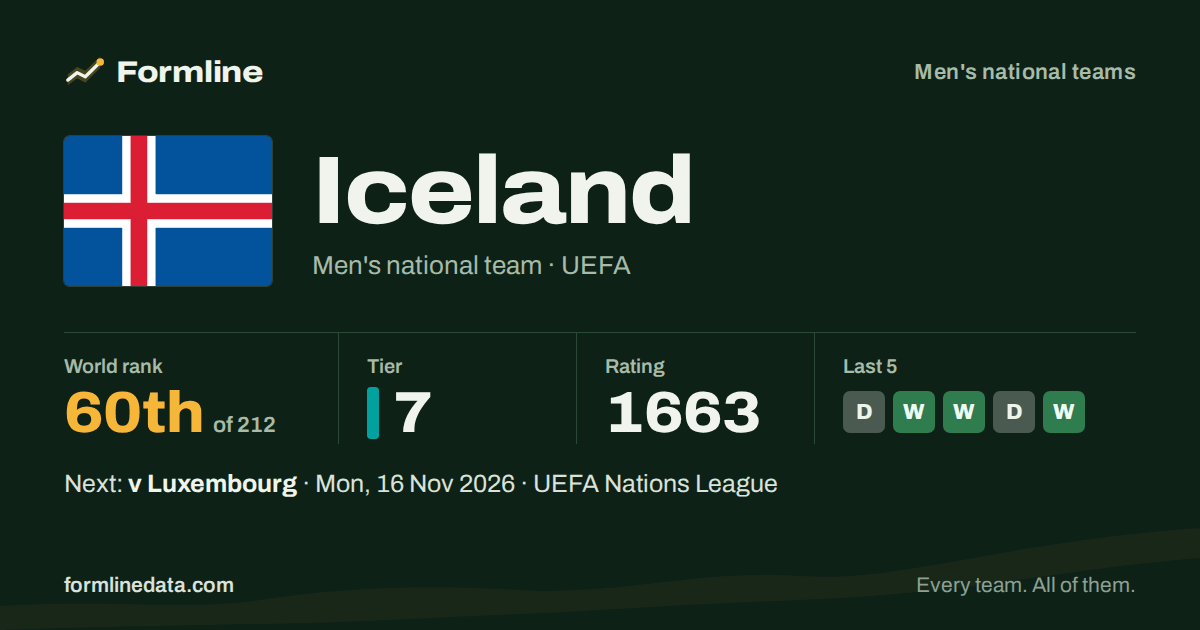 Formline
Men's national teams
Iceland
Men's national team · UEFA
World rank
60th of 212
Tier
7
Rating
1663
Last 5
D W W D W
Next: v Luxembourg · Mon, 16 Nov 2026 · UEFA Nations League
formlinedata.com
Every team. All of them.